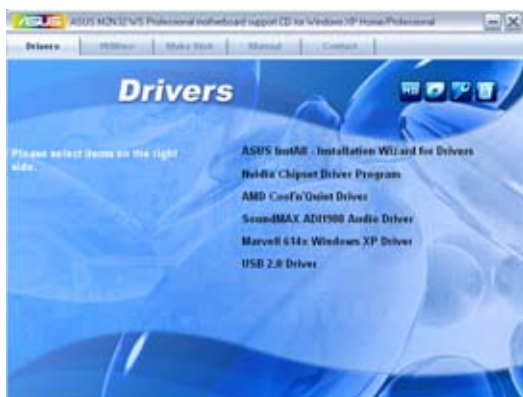 ASUS ASUS M2N32 WS Professional motherboard support CD for Windows XP Home/Professional
Drivers Utilities Make Disk Manual Contact
Drivers
Please select items on the right
side.
ASUS InstAll - Installation Wizard for Drivers
Nvidia Chipset Driver Program
AMD Cool'n'Quiet Driver
SoundMAX ADI1988 Audio Driver
Marvell 614x Windows XP Driver
USB 2.0 Driver